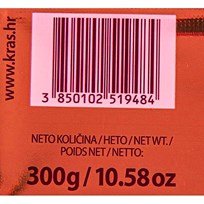 www.kras.hr
3 850102 519484
NETO KOLIČINA / НЕТО / NET WT. /
POIDS NET / NETTO:
300g / 10.58 oz